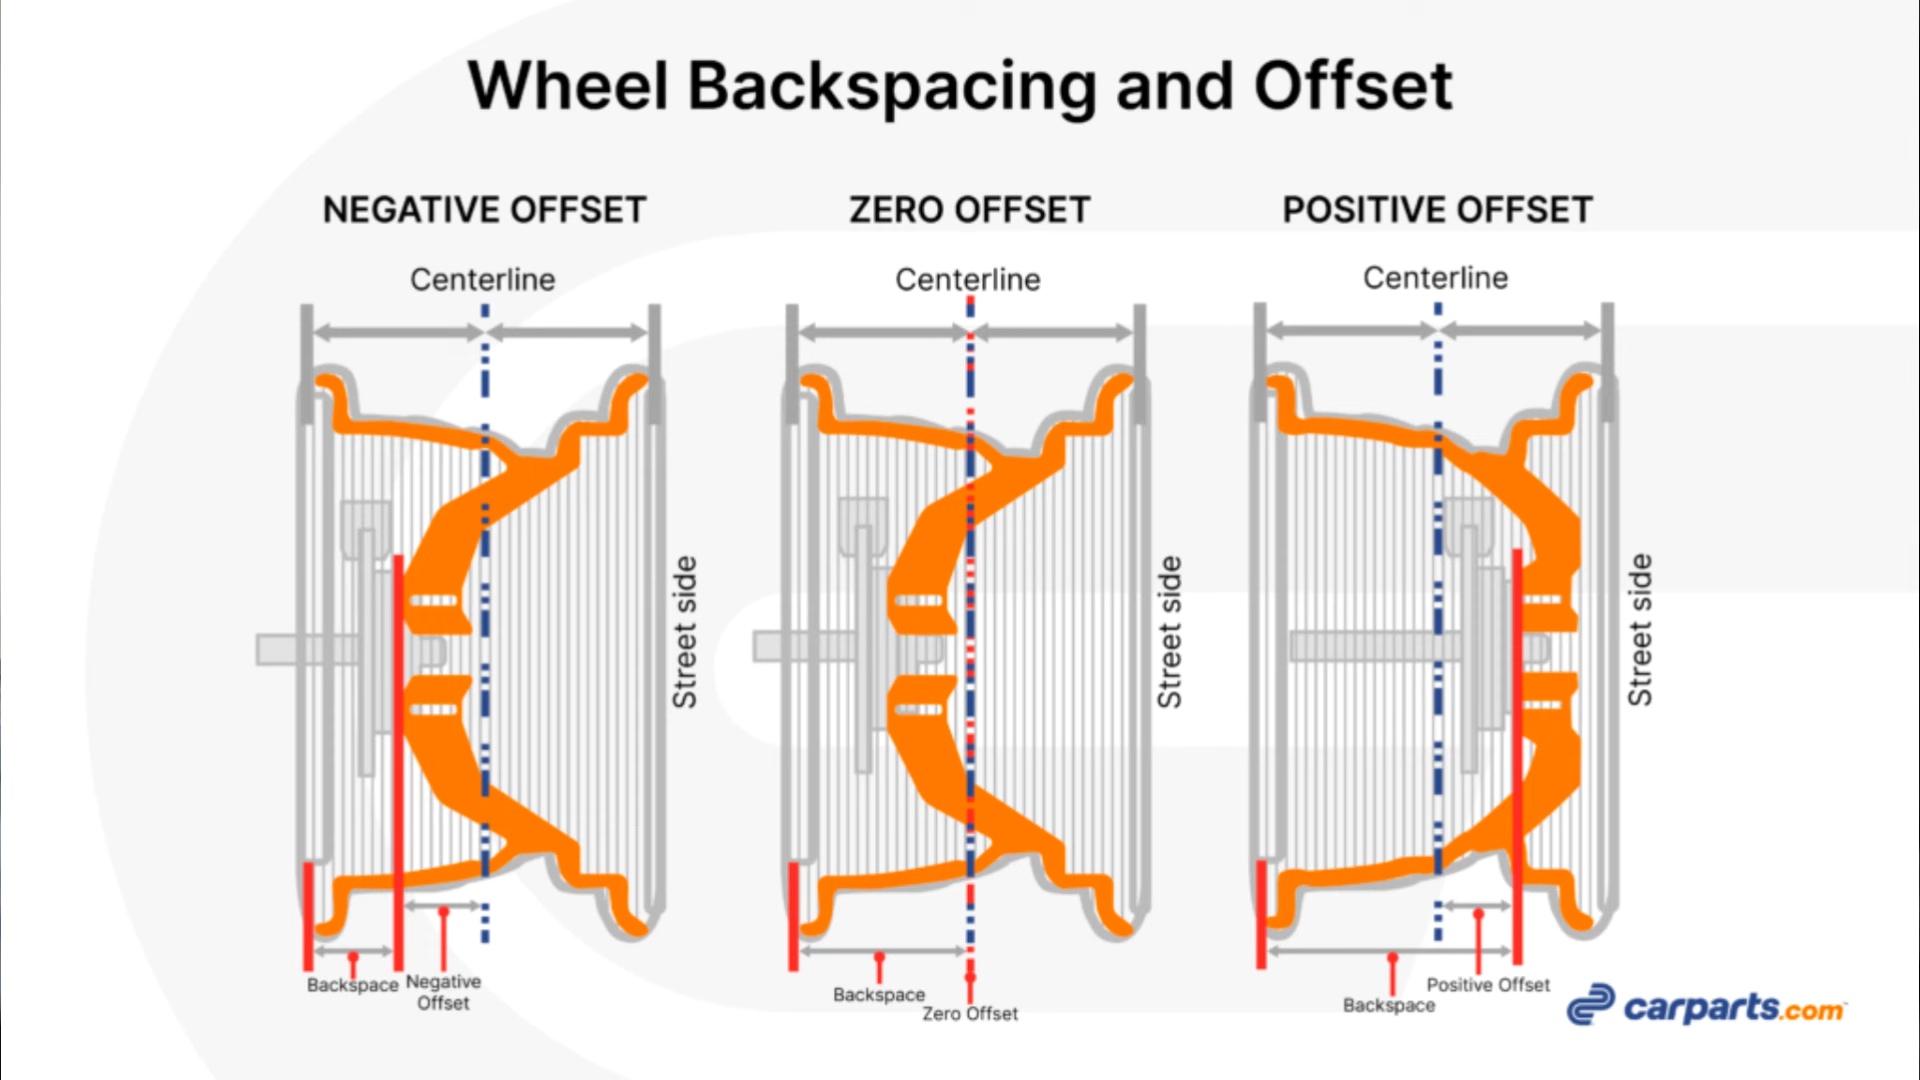 Wheel Backspacing and Offset
NEGATIVE OFFSET
ZERO OFFSET
POSITIVE OFFSET
Centerline
Centerline
Centerline
Street side
Street side
Street side
Backspace
Negative
Offset
Backspace
Zero Offset
Positive Offset
Backspace
carparts.com